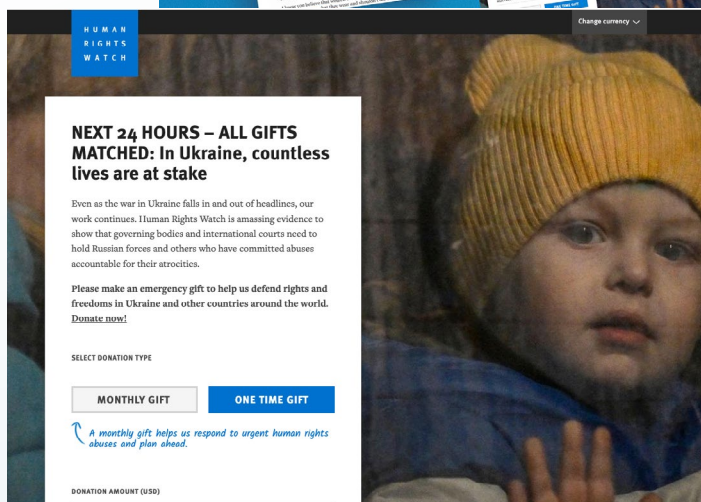 ONE TIME GIFT
Change currency
HUMAN
RIGHTS
WATCH
NEXT 24 HOURS – ALL GIFTS
MATCHED: In Ukraine, countless
lives are at stake
Even as the war in Ukraine falls in and out of headlines, our
work continues. Human Rights Watch is amassing evidence to
show that governing bodies and international courts need to
hold Russian forces and others who have committed abuses
accountable for their atrocities.
Please make an emergency gift to help us defend rights and
freedoms in Ukraine and other countries around the world.
Donate now!
SELECT DONATION TYPE
MONTHLY GIFT
ONE TIME GIFT
A monthly gift helps us respond to urgent human rights
abuses and plan ahead.
DONATION AMOUNT (USD)